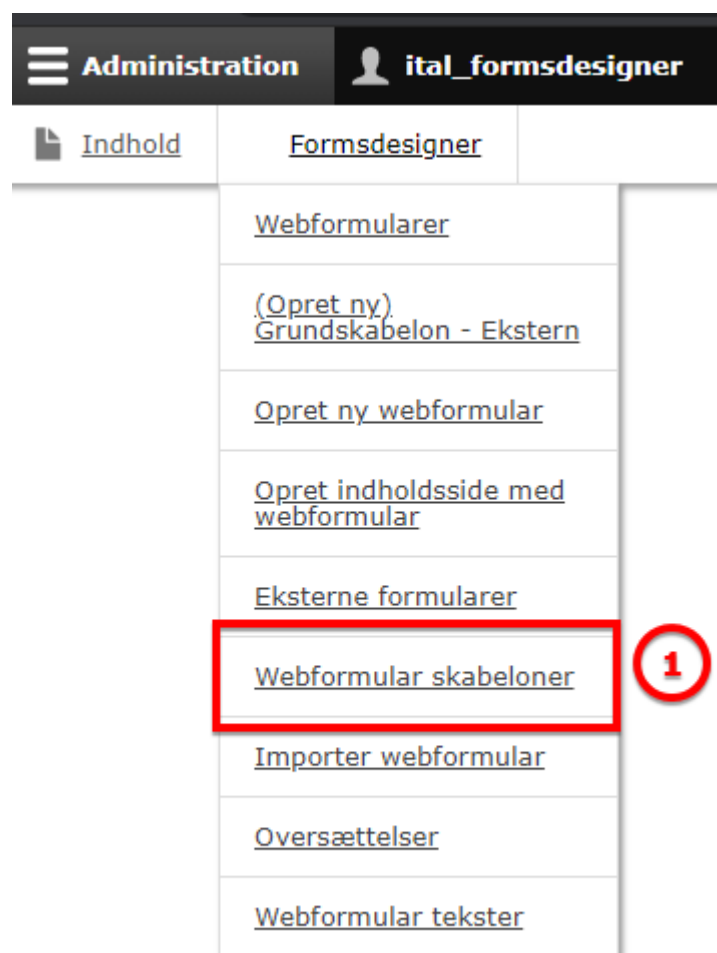 Administration ital_formsdesigner
Indhold Formsdesigner
Webformularer
(Opret ny)
Grundskabelon - Ekstern
Opret ny webformular
Opret indholdsside med
webformular
Eksterne formularer
Webformular skabeloner 1
Importer webformular
Oversættelser
Webformular tekster